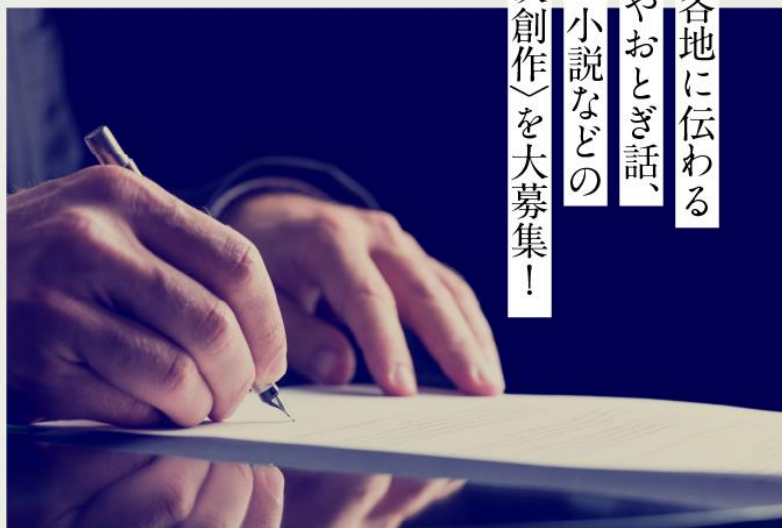 各地に伝わる
やおとぎ話、
小説などの
創作〉を大募集！